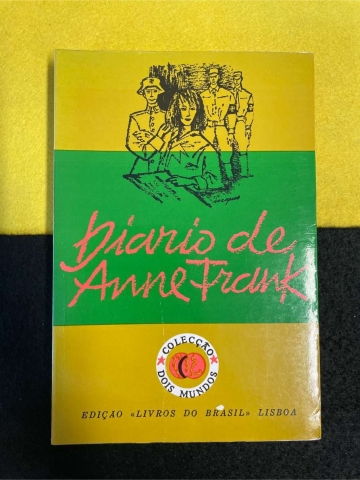 Diario de
Anne Frank
COLECÇÃO
DOIS MUNDOS
EDIÇÃO «LIVROS DO BRASIL» LISBOA